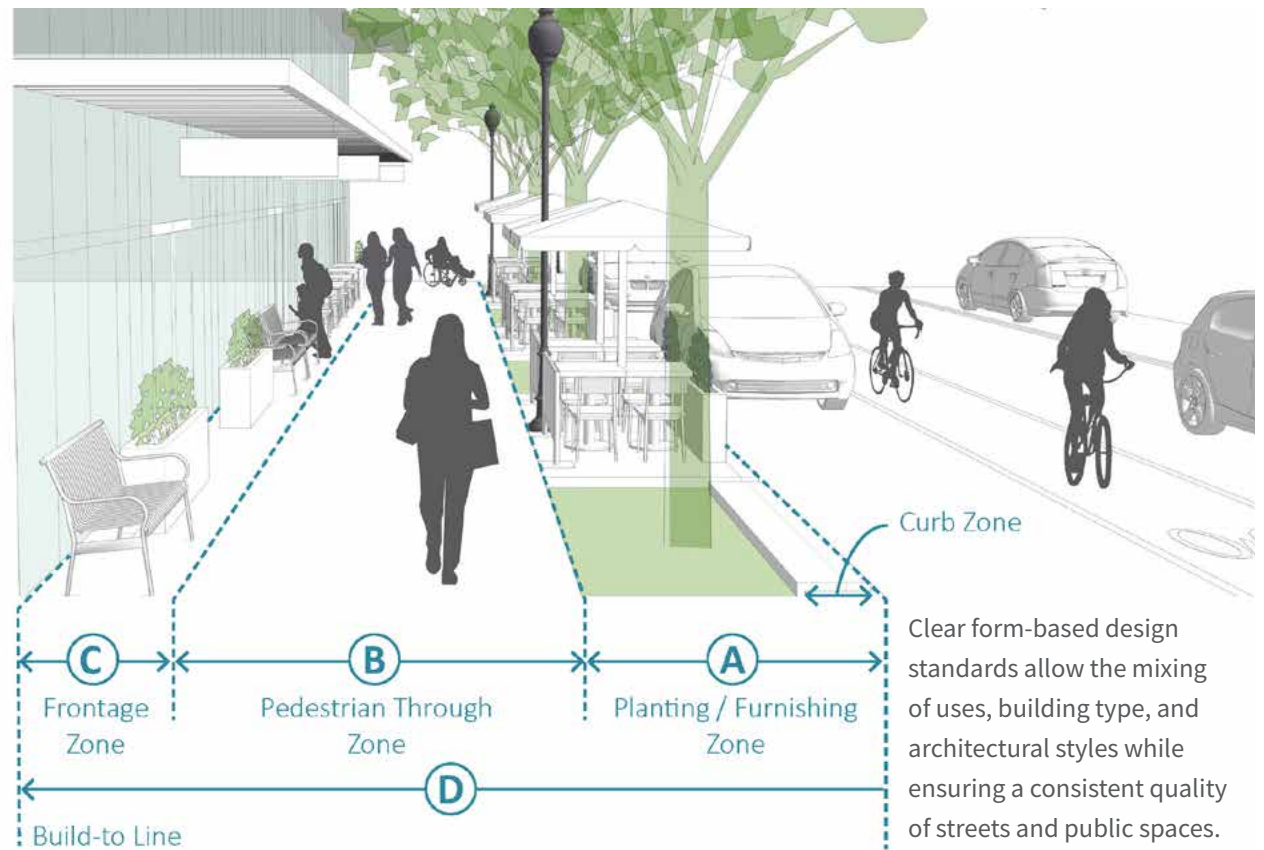 Curb Zone
C
B
A
Frontage
Zone
Pedestrian Through
Zone
Planting / Furnishing
Zone
D
Build-to Line
Clear form-based design
standards allow the mixing
of uses, building type, and
architectural styles while
ensuring a consistent quality
of streets and public spaces.